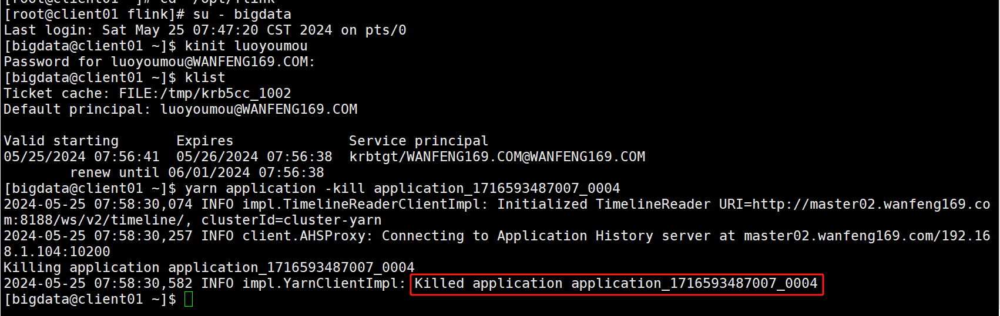 [root@client01 ~]# cd /opt/flink
[root@client01 flink]# su - bigdata
Last login: Sat May 25 07:47:20 CST 2024 on pts/0
[bigdata@client01 ~]$ kinit luoyoumou
Password for luoyoumou@WANFENG169.COM:
[bigdata@client01 ~]$ klist
Ticket cache: FILE:/tmp/krb5cc_1002
Default principal: luoyoumou@WANFENG169.COM
Valid starting       Expires              Service principal
05/25/2024 07:56:41  05/26/2024 07:56:38  krbtgt/WANFENG169.COM@WANFENG169.COM
        renew until 06/01/2024 07:56:38
[bigdata@client01 ~]$ yarn application -kill application_1716593487007_0004
2024-05-25 07:58:30,074 INFO impl.TimelineReaderClientImpl: Initialized TimelineReader URI=http://master02.wanfeng169.co
m:8188/ws/v2/timeline/, clusterId=cluster-yarn
2024-05-25 07:58:30,257 INFO client.AHSProxy: Connecting to Application History server at master02.wanfeng169.com/192.16
8.1.104:10200
Killing application application_1716593487007_0004
2024-05-25 07:58:30,582 INFO impl.YarnClientImpl: Killed application application_1716593487007_0004
[bigdata@client01 ~]$